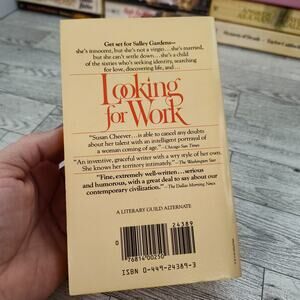 Get set for Salley Gardens—
she's innocent, but she's not a virgin...she's married,
but she can't settle down...she's a child
of the sixties who's seeking identity, searching
for love, discovering life, and...
Looking
for Work
"Susan Cheever...is able to cancel any doubts
about her talent with an intelligent portrayal of
a woman coming of age."—Chicago Sun Times
"An inventive, graceful writer with a wry style of her own.
She knows her territory intimately."—The Washington Star
"Fine, extremely well-written...serious
and humorous, with a great deal to say about our
contemporary civilization."—The Dallas Morning News
A LITERARY GUILD ALTERNATE
24389
76814 00250
ISBN 0-449-24389-3